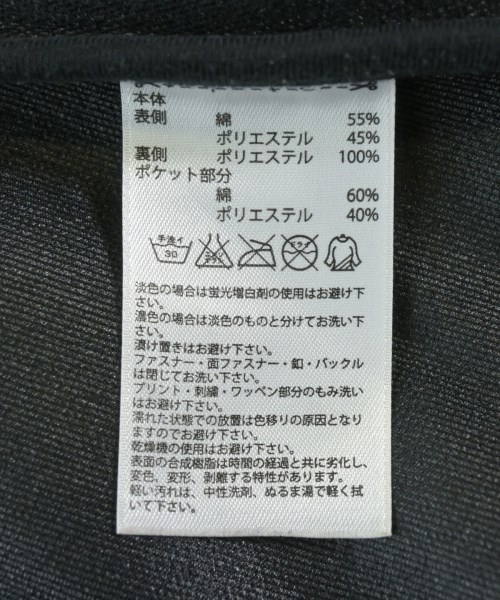 本体
表側 綿 55%
ポリエステル 45%
裏側 ポリエステル 100%
ポケット部分
綿 60%
ポリエステル 40%
手洗イ
30
エンソサラシ
ドライ
淡色の場合は蛍光増白剤の使用はお避け下
さい。
濃色の場合は淡色のものと分けてお洗い下
さい。
漬け置きはお避け下さい。
ファスナー・面ファスナー・釦・バックル
は閉じてお洗い下さい。
プリント・刺繍・ワッペン部分のもみ洗い
はお避け下さい。
濡れた状態での放置は色移りの原因となり
ますのでお避け下さい。
乾燥機の使用はお避け下さい。
表面の合成樹脂は時間の経過と共に劣化し、
変色、変形、剥離する特性があります。
軽い汚れは、中性洗剤、ぬるま湯で軽く拭
いて下さい。